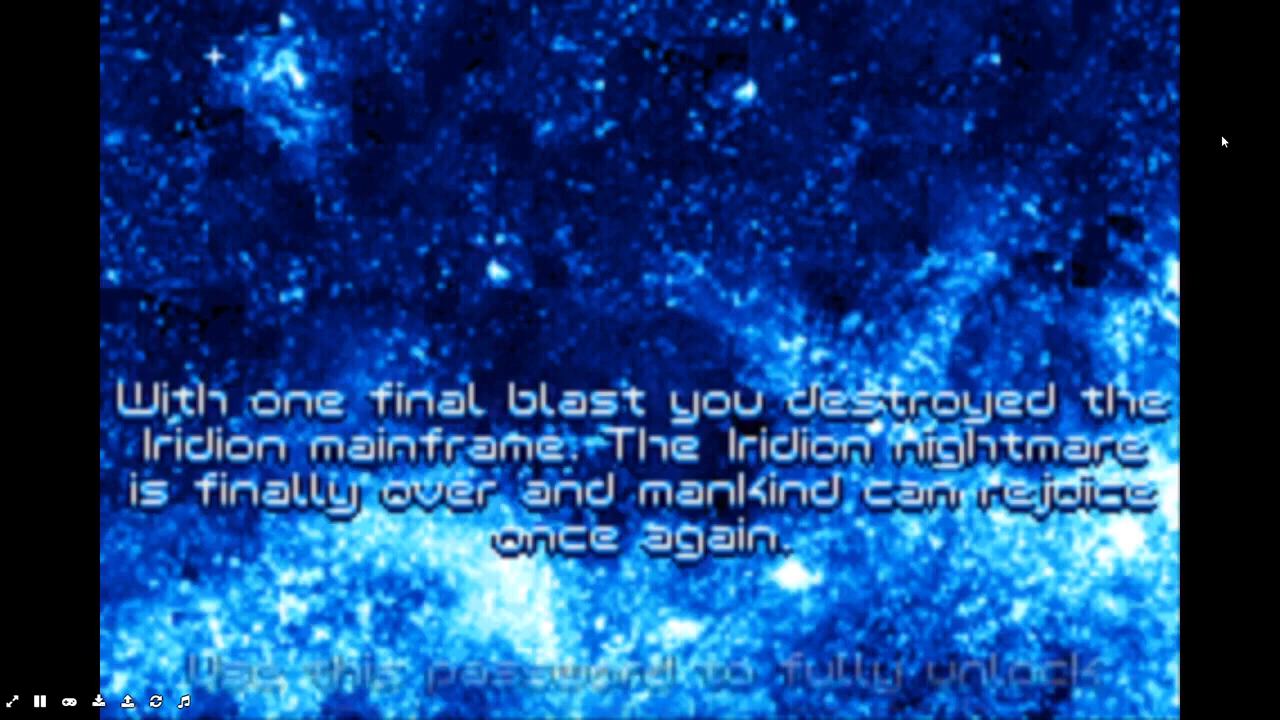 With one final blast you destroyed the
Iridion mainframe. The Iridion nightmare
is finally over and mankind can rejoice
once again.
Use this password to fully unlock